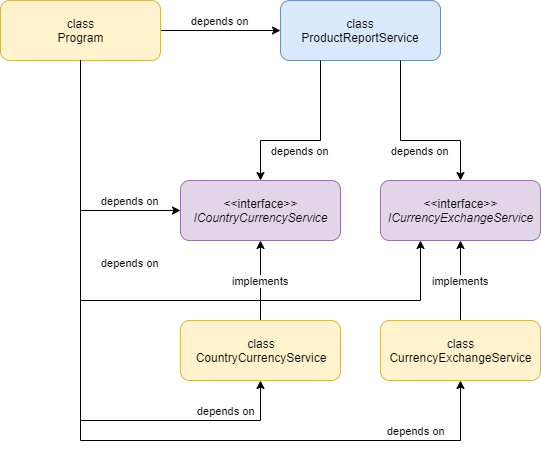 class
Program
depends on
class
ProductReportService
depends on
depends on
depends on
<<interface>>
ICountryCurrencyService
<<interface>>
ICurrencyExchangeService
depends on
implements
implements
class
CountryCurrencyService
class
CurrencyExchangeService
depends on
depends on